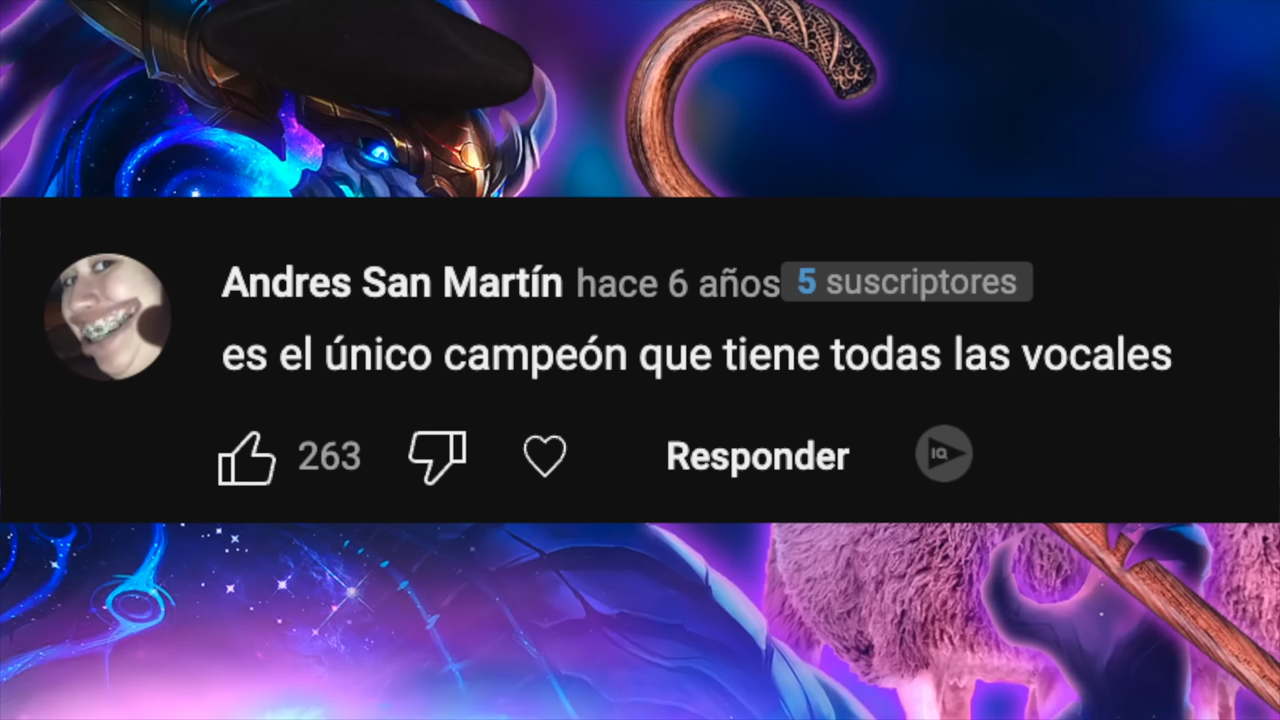 Andres San Martín hace 6 años 5 suscriptores
es el único campeón que tiene todas las vocales
263 Responder IQ